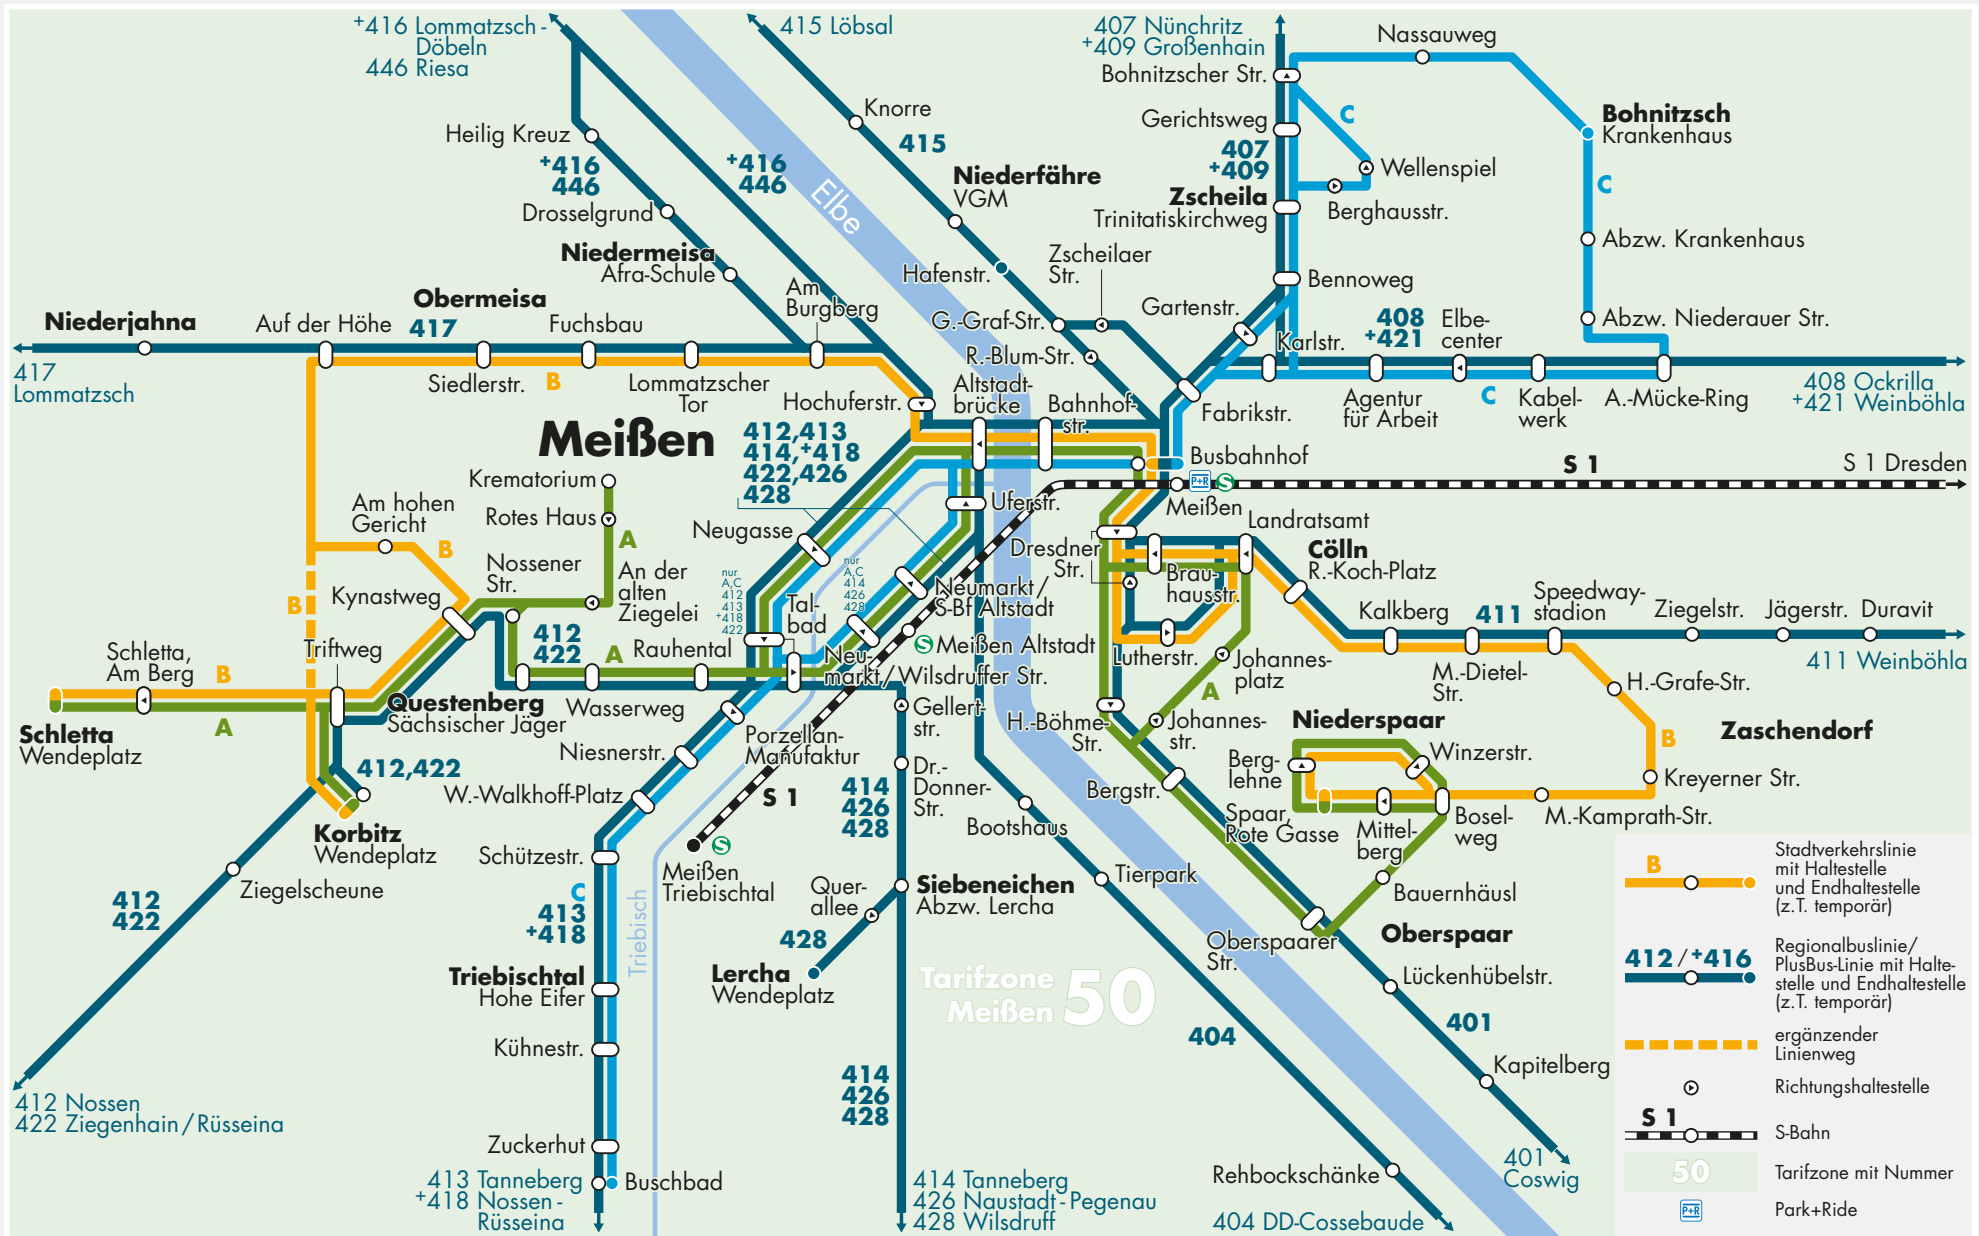 +416 Lommatzsch -
Döbeln
446 Riesa
415 Löbsal
407 Nünchritz
+409 Großenhain
Bohnitzscher Str.
Nassauweg
Knorre
415
Gerichtsweg
407
+409
C
Bohnitzsch
Krankenhaus
Heilig Kreuz
+416
446
+416
446
Elbe
Niederfähre
VGM
Zscheila
Trinitatiskirchweg
Wellenspiel
Berghausstr.
C
Drosselgrund
Abzw. Krankenhaus
Niedermeisa
Afra-Schule
Hafenstr.
Zscheilaer
Str.
Bennoweg
Am
Burgberg
Gartenstr.
Niederjahna
Auf der Höhe
Obermeisa
417
Fuchsbau
G.-Graf-Str.
R.-Blum-Str.
Karlstr.
408
+421
Elbe-
center
Abzw. Niederauer Str.
417
Lommatzsch
Siedlerstr.
B
Lommatzscher
Tor
Hochuferstr.
Altstadt-
brücke
Bahnhof-
str.
Fabrikstr.
Agentur
für Arbeit
C
Kabel-
werk
A.-Mücke-Ring
408 Ockrilla
+421 Weinböhla
Meißen
412,413
414,+418
422,426
428
Busbahnhof
S 1
S 1 Dresden
P+R
S
Meißen
Krematorium
Rotes Haus
A
Am hohen
Gericht
B
Neugasse
Uferstr.
Landratsamt
Dresdner
Str.
Cölln
R.-Koch-Platz
Nossener
Str.
An der
alten
Ziegelei
nur
A,C
412
413
+418
422
nur
A,C
414
426
428
Neumarkt/
S-Bf Altstadt
Brau-
hausstr.
Kynastweg
B
Tal-
bad
Kalkberg
411
Speedway-
stadion
Ziegelstr.
Jägerstr.
Duravit
412
422
A
Rauhental
S
Meißen Altstadt
Lutherstr.
Johannes-
platz
Schletta,
Am Berg
B
Triftweg
Neu-
markt/Wilsdruffer Str.
M.-Dietel-
Str.
H.-Grafe-Str.
411 Weinböhla
A
Questenberg
Sächsischer Jäger
Wasserweg
Gellert-
str.
A
Schletta
Wendeplatz
Niesnerstr.
Porzellan-
Manufaktur
H.-Böhme-
Str.
Johannes-
str.
Niederspaar
Winzerstr.
B
Zaschendorf
412,422
W.-Walkhoff-Platz
S 1
414
426
428
Dr.-
Donner-
Str.
Bergstr.
Berg-
lehne
Kreyerner Str.
Korbitz
Wendeplatz
Bootshaus
Spaar,
Rote Gasse
Mittel-
berg
Bosel-
weg
M.-Kamprath-Str.
Schützestr.
S
Meißen
Triebischtal
Ziegelscheune
412
422
C
413
+418
Triebisch
Quer-
allee
Siebeneichen
Abzw. Lercha
Tierpark
Bauernhäusl
428
Oberspaarer
Str.
Oberspaar
Triebischtal
Hohe Eifer
Lercha
Wendeplatz
Tarifzone
Meißen
50
Lückenhübelstr.
401
404
Kühnestr.
414
426
428
Kapitelberg
412 Nossen
422 Ziegenhain/Rüsseina
Zuckerhut
413 Tanneberg
+418 Nossen -
Rüsseina
Buschbad
414 Tanneberg
426 Naustadt - Pegenau
428 Wilsdruff
Rehbockschänke
404 DD-Cossebaude
401
Coswig
B
Stadtverkehrslinie
mit Haltestelle
und Endhaltestelle
(z.T. temporär)
412/+416
Regionalbuslinie/
PlusBus-Linie mit Halte-
stelle und Endhaltestelle
(z.T. temporär)
ergänzender
Linienweg
Richtungshaltestelle
S 1
S-Bahn
50
Tarifzone mit Nummer
P+R
Park+Ride